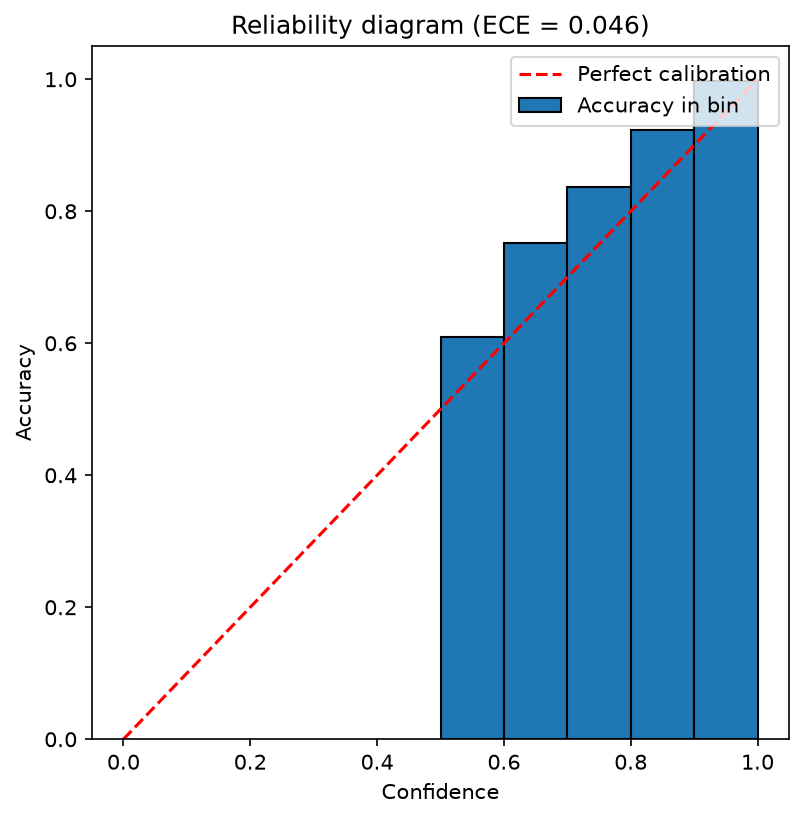 Reliability diagram (ECE = 0.046)
Perfect calibration
Accuracy in bin
1.0
0.8
0.6
0.4
0.2
0.0
Accuracy
0.0 0.2 0.4 0.6 0.8 1.0
Confidence